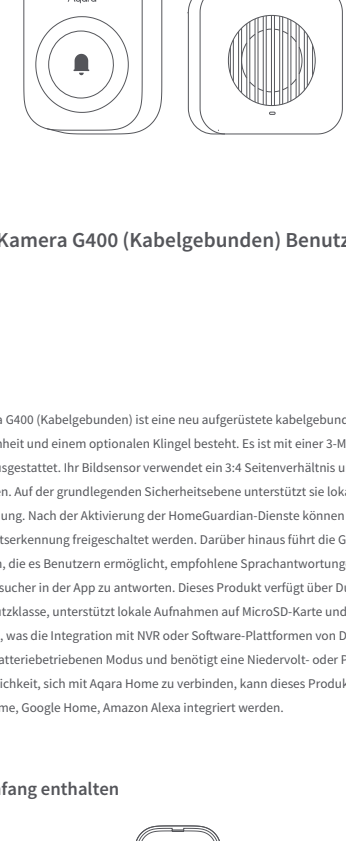 Aqara
Kamera G400 (Kabelgebunden) Benutz
a G400 (Kabelgebunden) ist eine neu aufgerüstete kabelgebund
nheit und einem optionalen Klingel besteht. Es ist mit einer 3-M
usgestattet. Ihr Bildsensor verwendet ein 3:4 Seitenverhältnis u
en. Auf der grundlegenden Sicherheitsebene unterstützt sie loka
nung. Nach der Aktivierung der HomeGuardian-Dienste können
tserkennung freigeschaltet werden. Darüber hinaus führt die G
n, die es Benutzern ermöglicht, empfohlene Sprachantwortung
sucher in der App zu antworten. Dieses Produkt verfügt über Du
utzklasse, unterstützt lokale Aufnahmen auf MicroSD-Karte und
, was die Integration mit NVR oder Software-Plattformen von D
atteriebetriebenen Modus und benötigt eine Niedervolt- oder P
lichkeit, sich mit Aqara Home zu verbinden, kann dieses Produk
me, Google Home, Amazon Alexa integriert werden.
nfang enthalten